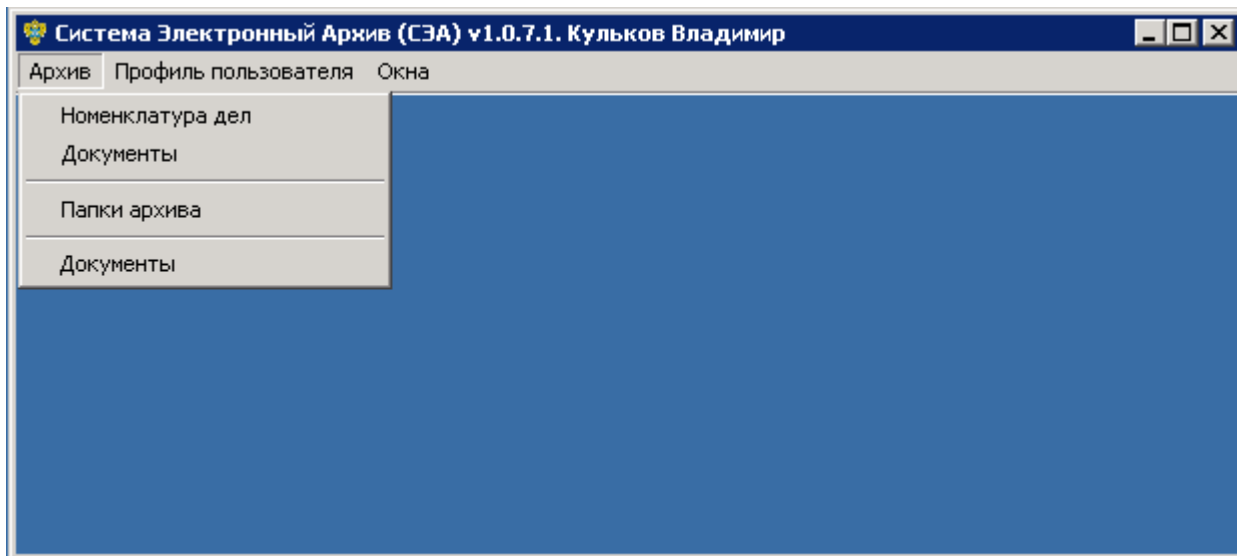 Система Электронный Архив (СЭА) v1.0.7.1. Кульков Владимир
Архив Профиль пользователя Окна
Номенклатура дел
Документы
Папки архива
Документы